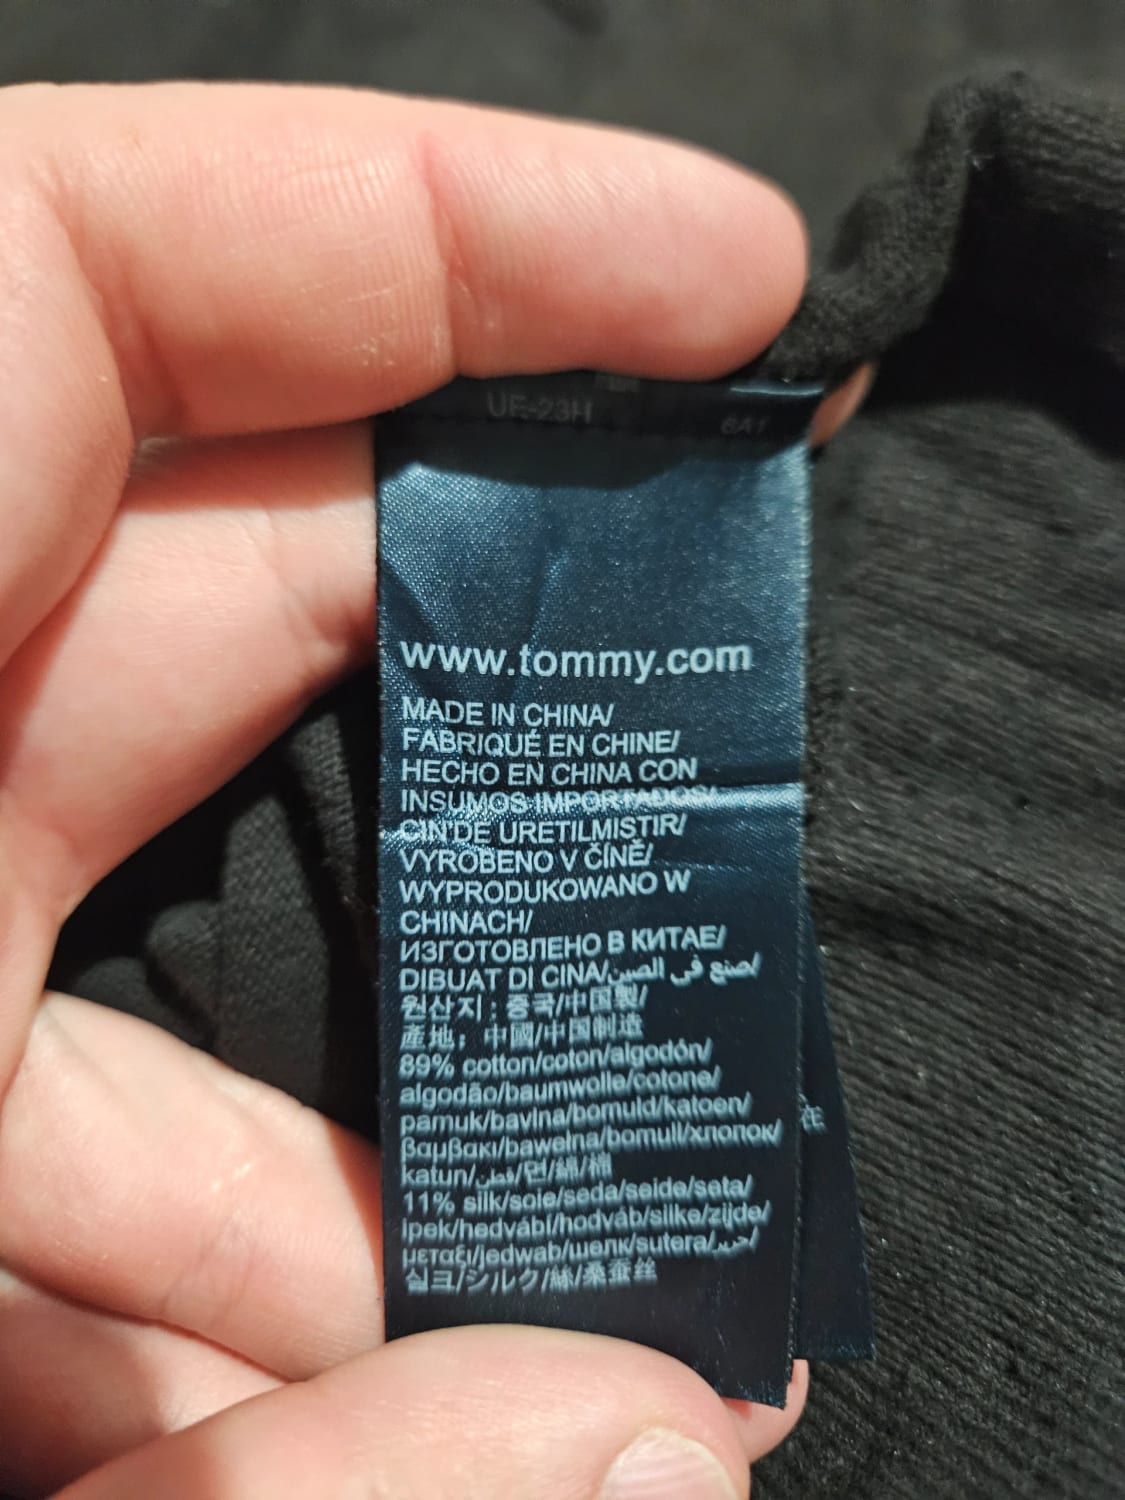 UE-23H
6A1
www.tommy.com
MADE IN CHINA/
FABRIQUÉ EN CHINE/
HECHO EN CHINA CON
INSUMOS IMPORTADOS/
ÇIN'DE URETILMISTIR/
VYROBENO V ČÍNĚ/
WYPRODUKOWANO W
CHINACH/
ИЗГОТОВЛЕНО В КИТАЕ/
DIBUAT DI CINA/صنع في الصين/
원산지 : 중국/中国製/
產地：中國/中国制造
89% cotton/coton/algodón/
algodão/baumwolle/cotone/
pamuk/bavlna/bomuld/katoen/
βαμβακι/bawełna/bomull/хлопок/
katun/قطن/면/綿/棉
11% silk/soie/seda/seide/seta/
ipek/hedvábí/hodváb/silke/zijde/
μεταξι/jedwab/шелк/sutera/حرير/
실크/シルク/絲/桑蚕丝
在